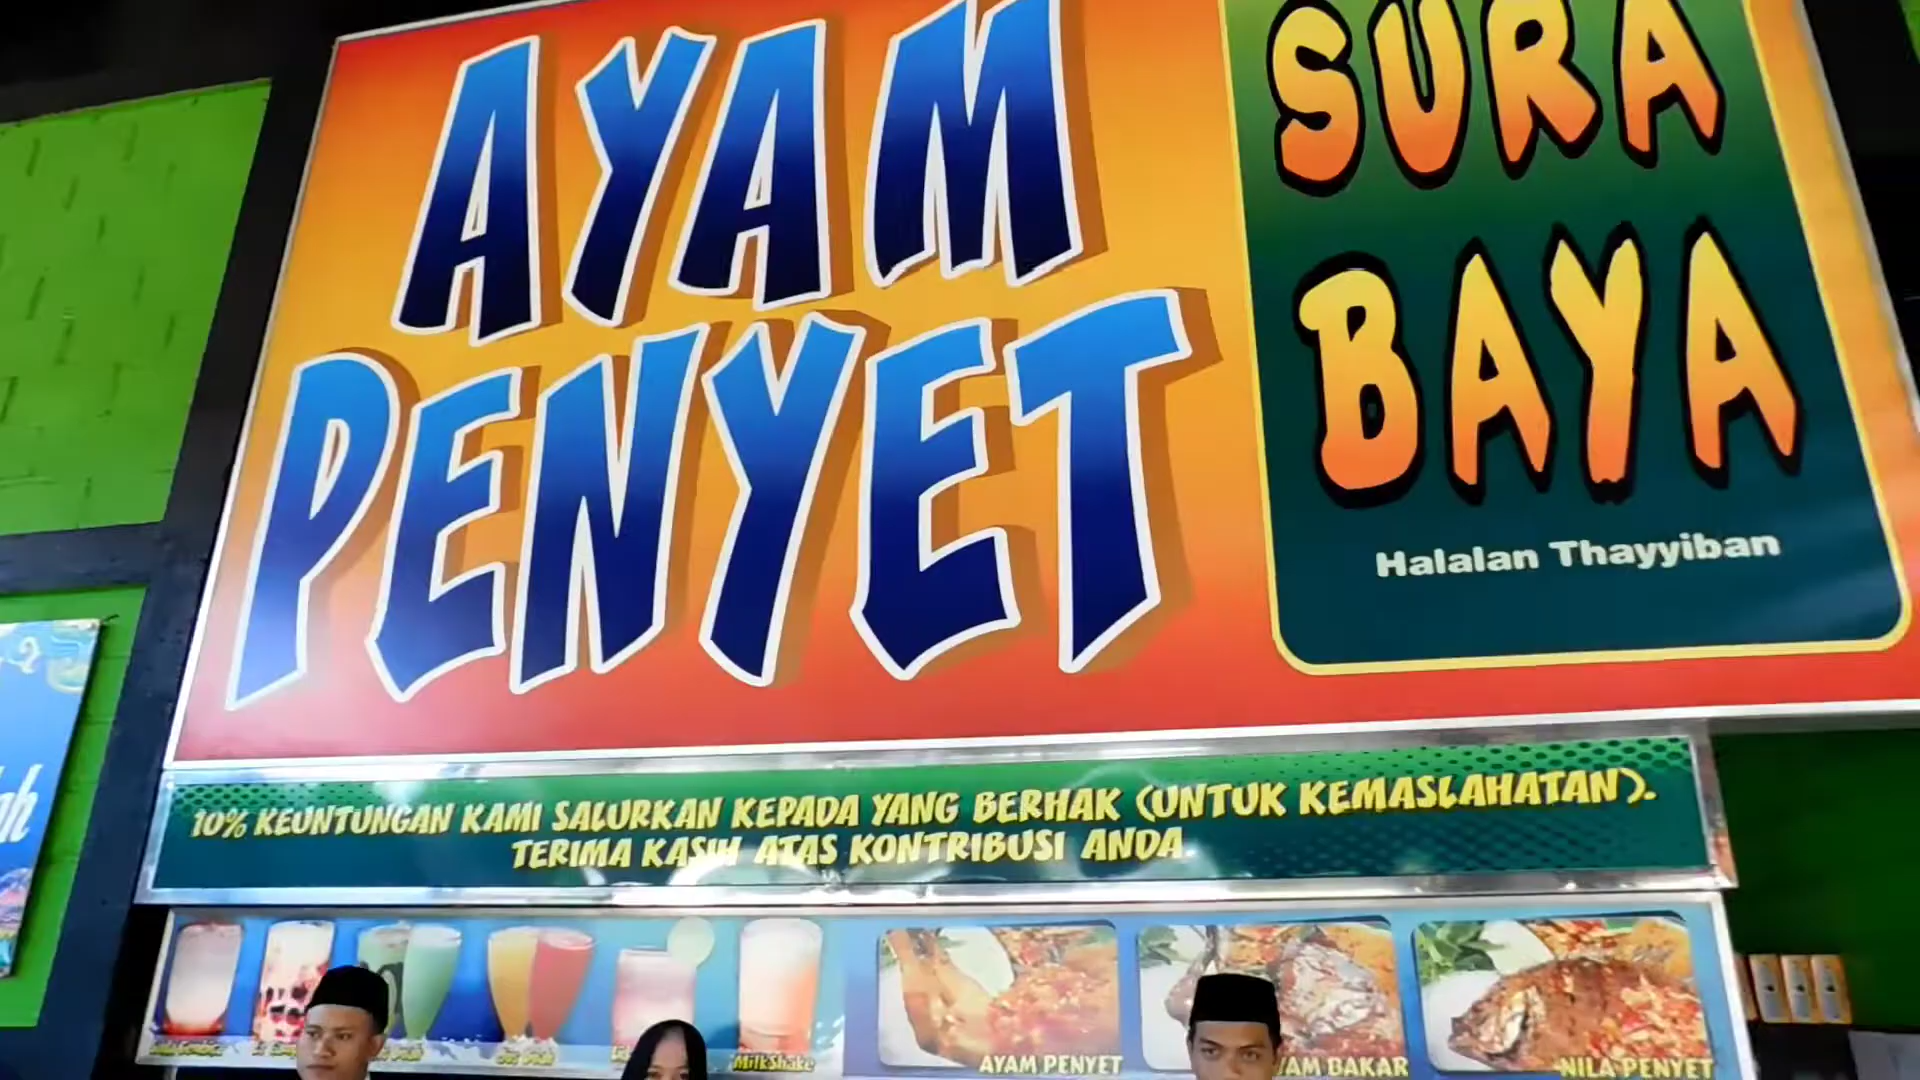 AYAM
PENYET
SURA
BAYA
Halalan Thayyiban
10% KEUNTUNGAN KAMI SALURKAN KEPADA YANG BERHAK (UNTUK KEMASLAHATAN).
TERIMA KASIH ATAS KONTRIBUSI ANDA.
MilkShake
AYAM PENYET
BAKAR
NILA PENYET